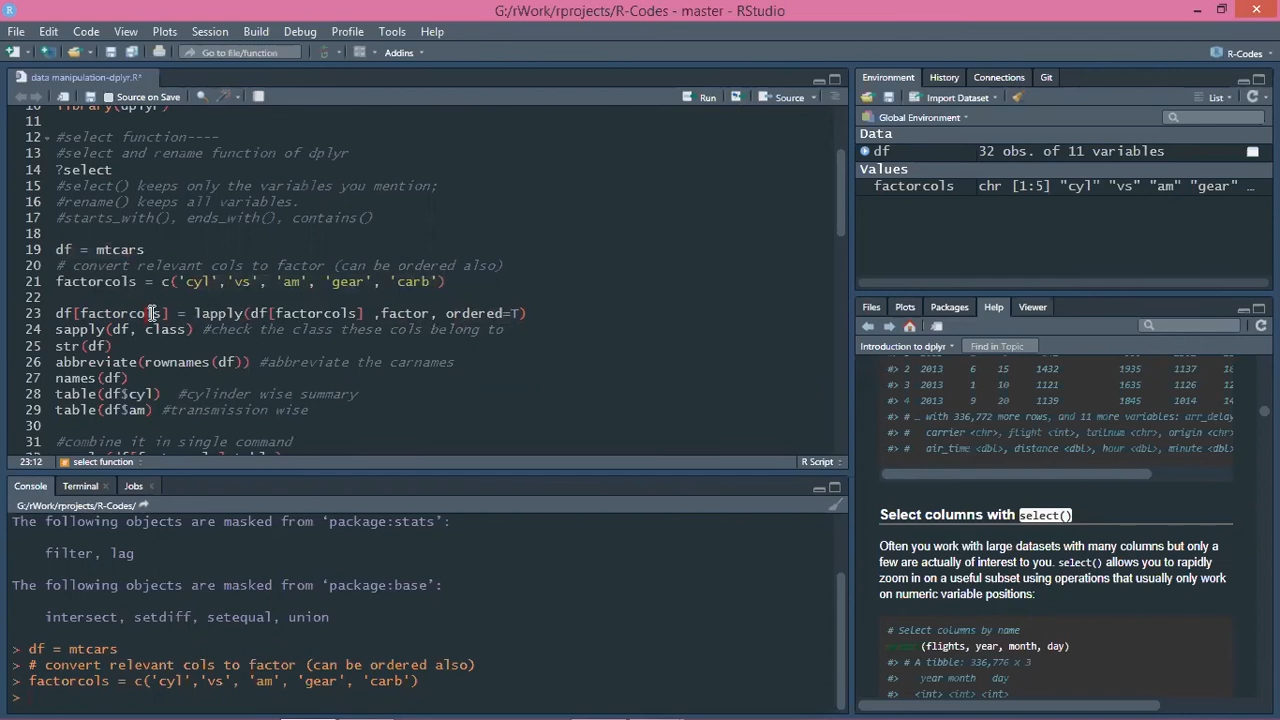 G:/rWork/rprojects/R-Codes - master - RStudio
File Edit Code View Plots Session Build Debug Profile Tools Help
Go to file/function Addins R-Codes
data manipulation-dplyr.R*
Source on Save Run Source
11
12 #select function----
13 #select and rename function of dplyr
14 ?select
15 #select() keeps only the variables you mention;
16 #rename() keeps all variables.
17 #starts_with(), ends_with(), contains()
18
19 df = mtcars
20 # convert relevant cols to factor (can be ordered also)
21 factorcols = c('cyl','vs', 'am', 'gear', 'carb')
22
23 df[factorcols] = lapply(df[factorcols] ,factor, ordered=T)
24 sapply(df, class) #check the class these cols belong to
25 str(df)
26 abbreviate(rownames(df)) #abbreviate the carnames
27 names(df)
28 table(df$cyl) #cylinder wise summary
29 table(df$am) #transmission wise
30
31 #combine it in single command
23:12 select function R Script
Console Terminal Jobs
G:/rWork/rprojects/R-Codes/
The following objects are masked from ‘package:stats’:
filter, lag
The following objects are masked from ‘package:base’:
intersect, setdiff, setequal, union
> df = mtcars
> # convert relevant cols to factor (can be ordered also)
> factorcols = c('cyl','vs', 'am', 'gear', 'carb')
>
Environment History Connections Git
Import Dataset List
Global Environment
Data
df 32 obs. of 11 variables
Values
factorcols chr [1:5] "cyl" "vs" "am" "gear" …
Files Plots Packages Help Viewer
Introduction to dplyr Find in Topic
#> 2 2013 6 15 1432 1935
#> 3 2013 1 10 1121 1635 1126
#> 4 2013 9 20 1139 1845 1014
#> # … with 336,772 more rows, and 11 more variables: arr_delay
#> # carrier <chr>, flight <int>, tailnum <chr>, origin <chr>
#> # air_time <dbl>, distance <dbl>, hour <dbl>, minute <dbl>
Select columns with select()
Often you work with large datasets with many columns but only a
few are actually of interest to you. select() allows you to rapidly
zoom in on a useful subset using operations that usually only work
on numeric variable positions:
# Select columns by name
(flights, year, month, day)
#> # A tibble: 336,776 x 3
#> year month day
#> <int> <int> <int>